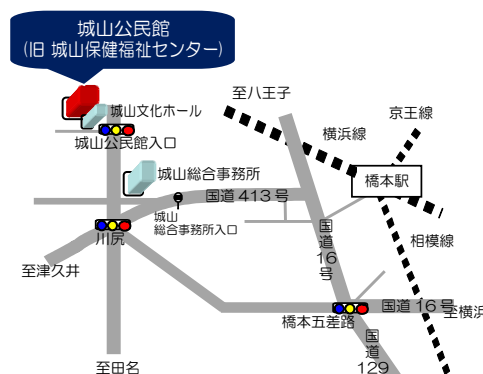 城山公民館
(旧 城山保健福祉センター)
城山文化ホール
至八王子
京王線
横浜線
城山公民館入口
城山総合事務所
橋本駅
国道 413 号
城山
総合事務所入口
国道16号
川尻
相模線
至津久井
国道 16 号
至横浜
橋本五差路
国道129
至田名